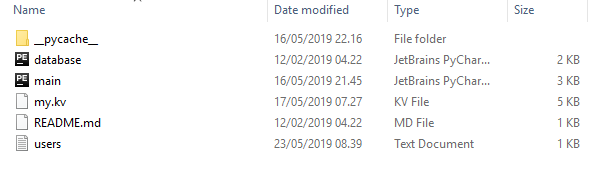 Name Date modified Type Size
__pycache__ 16/05/2019 22.16 File folder
database 12/02/2019 04.22 JetBrains PyChar... 2 KB
main 16/05/2019 21.45 JetBrains PyChar... 3 KB
my.kv 17/05/2019 07.27 KV File 5 KB
README.md 12/02/2019 04.22 MD File 1 KB
users 23/05/2019 08.39 Text Document 1 KB